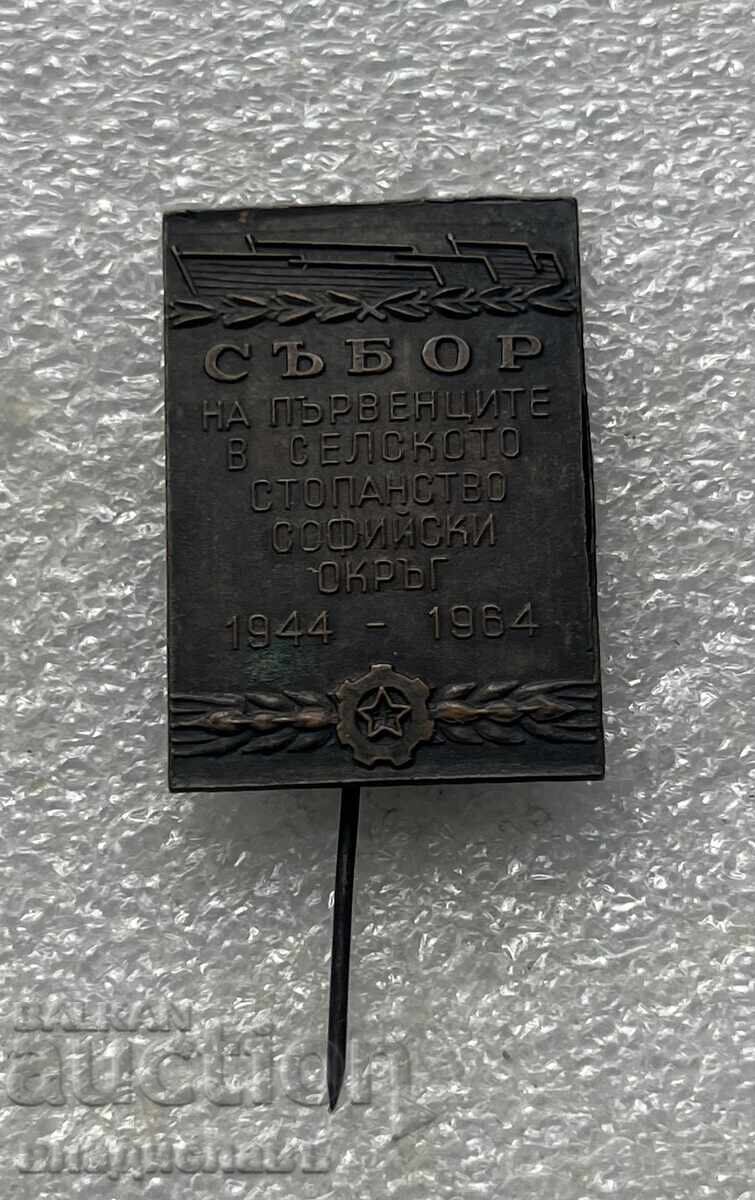 СЪБОР
НА ПЪРВЕНЦИТЕ
В СЕЛСКОТО
СТОПАНСТВО
СОФИЙСКИ
ОКРЪГ
1944 - 1964
BALKAN
auction